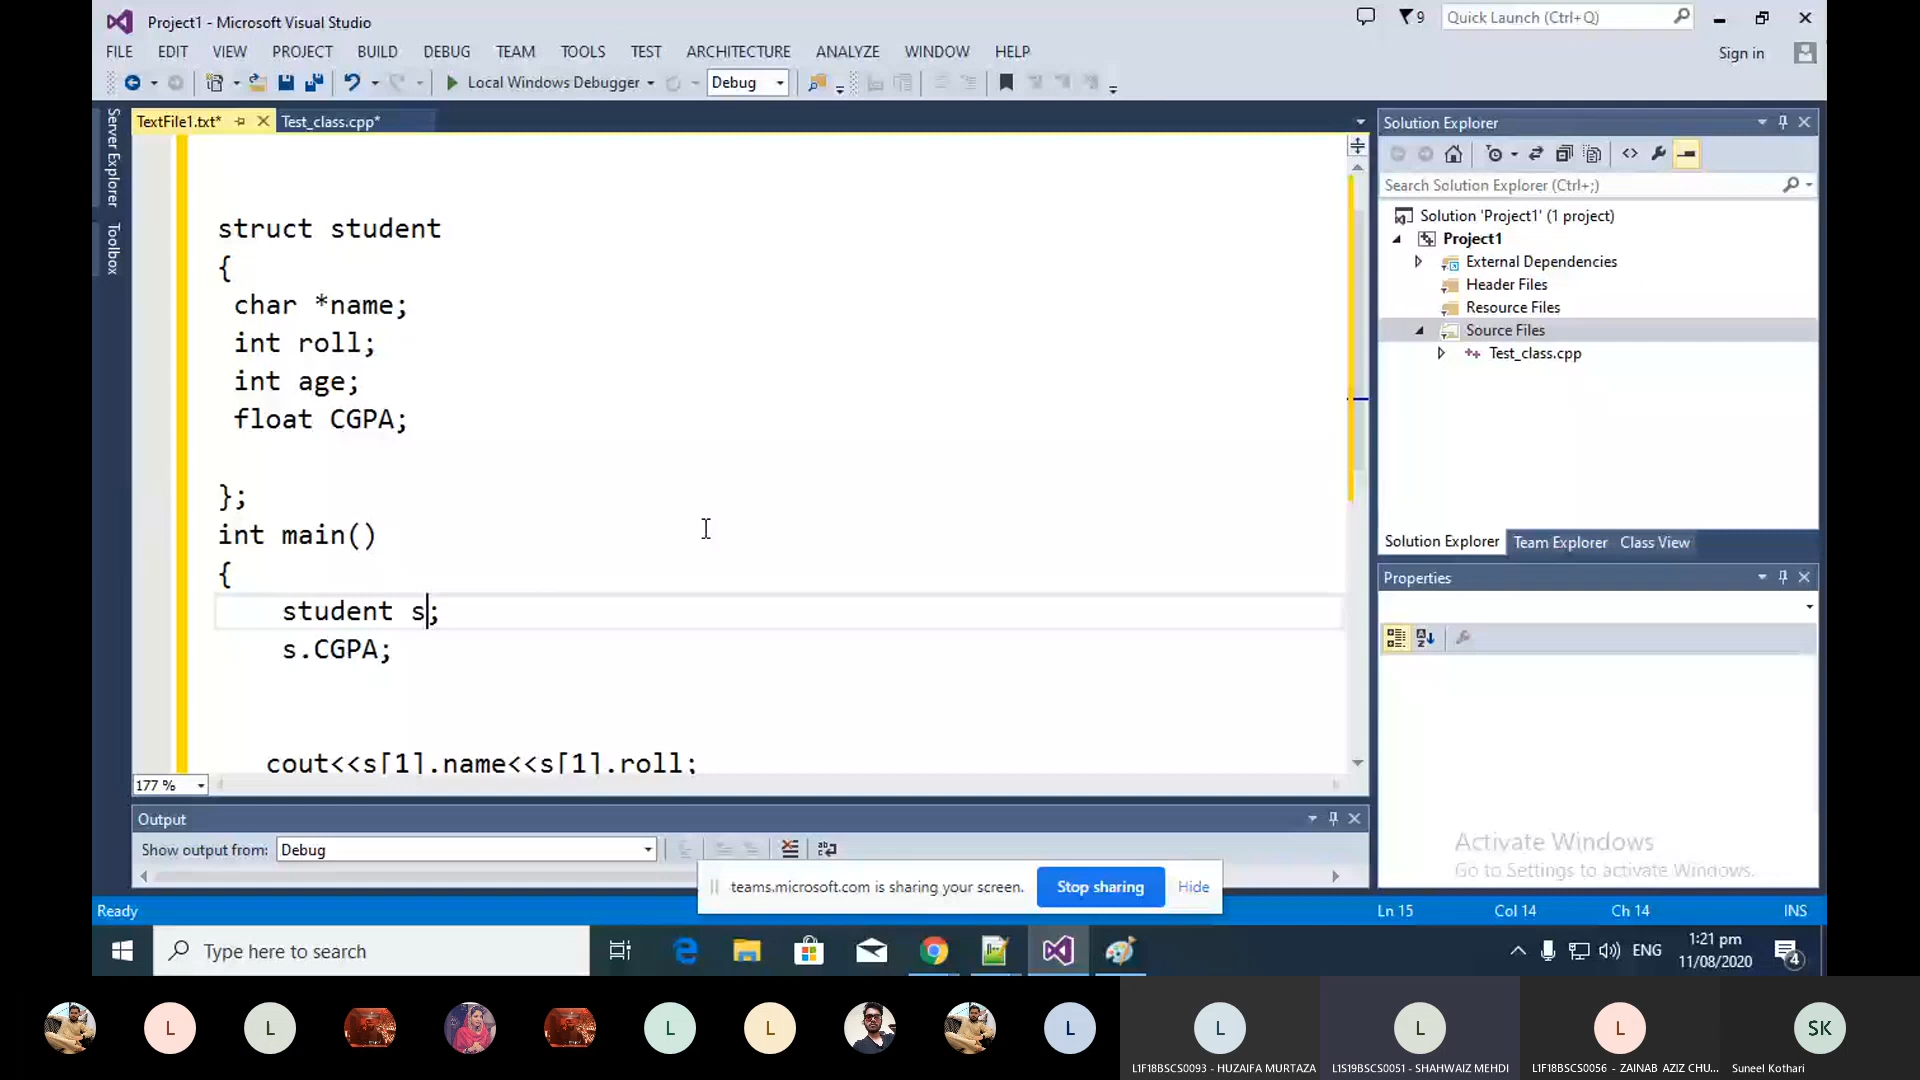 Project1 - Microsoft Visual Studio
9
Quick Launch (Ctrl+Q)
FILE EDIT VIEW PROJECT BUILD DEBUG TEAM TOOLS TEST ARCHITECTURE ANALYZE WINDOW HELP
Sign in
Local Windows Debugger
Debug
Server Explorer
Toolbox
TextFile1.txt*
Test_class.cpp*
struct student
{
char *name;
int roll;
int age;
float CGPA;
};
int main()
{
student s;
s.CGPA;
cout<<s[1].name<<s[1].roll;
177 %
Solution Explorer
Search Solution Explorer (Ctrl+;)
Solution 'Project1' (1 project)
Project1
External Dependencies
Header Files
Resource Files
Source Files
Test_class.cpp
Solution Explorer Team Explorer Class View
Properties
Activate Windows
Go to Settings to activate Windows.
Output
Show output from: Debug
teams.microsoft.com is sharing your screen. Stop sharing Hide
Ready
Ln 15 Col 14 Ch 14 INS
Type here to search
ENG
1:21 pm
11/08/2020
4
L L L L L L L L SK
L1F18BSCS0093 - HUZAIFA MURTAZA
L1S19BSCS0051 - SHAHWAIZ MEHDI
L1F18BSCS0056 - ZAINAB AZIZ CHU...
Suneel Kothari